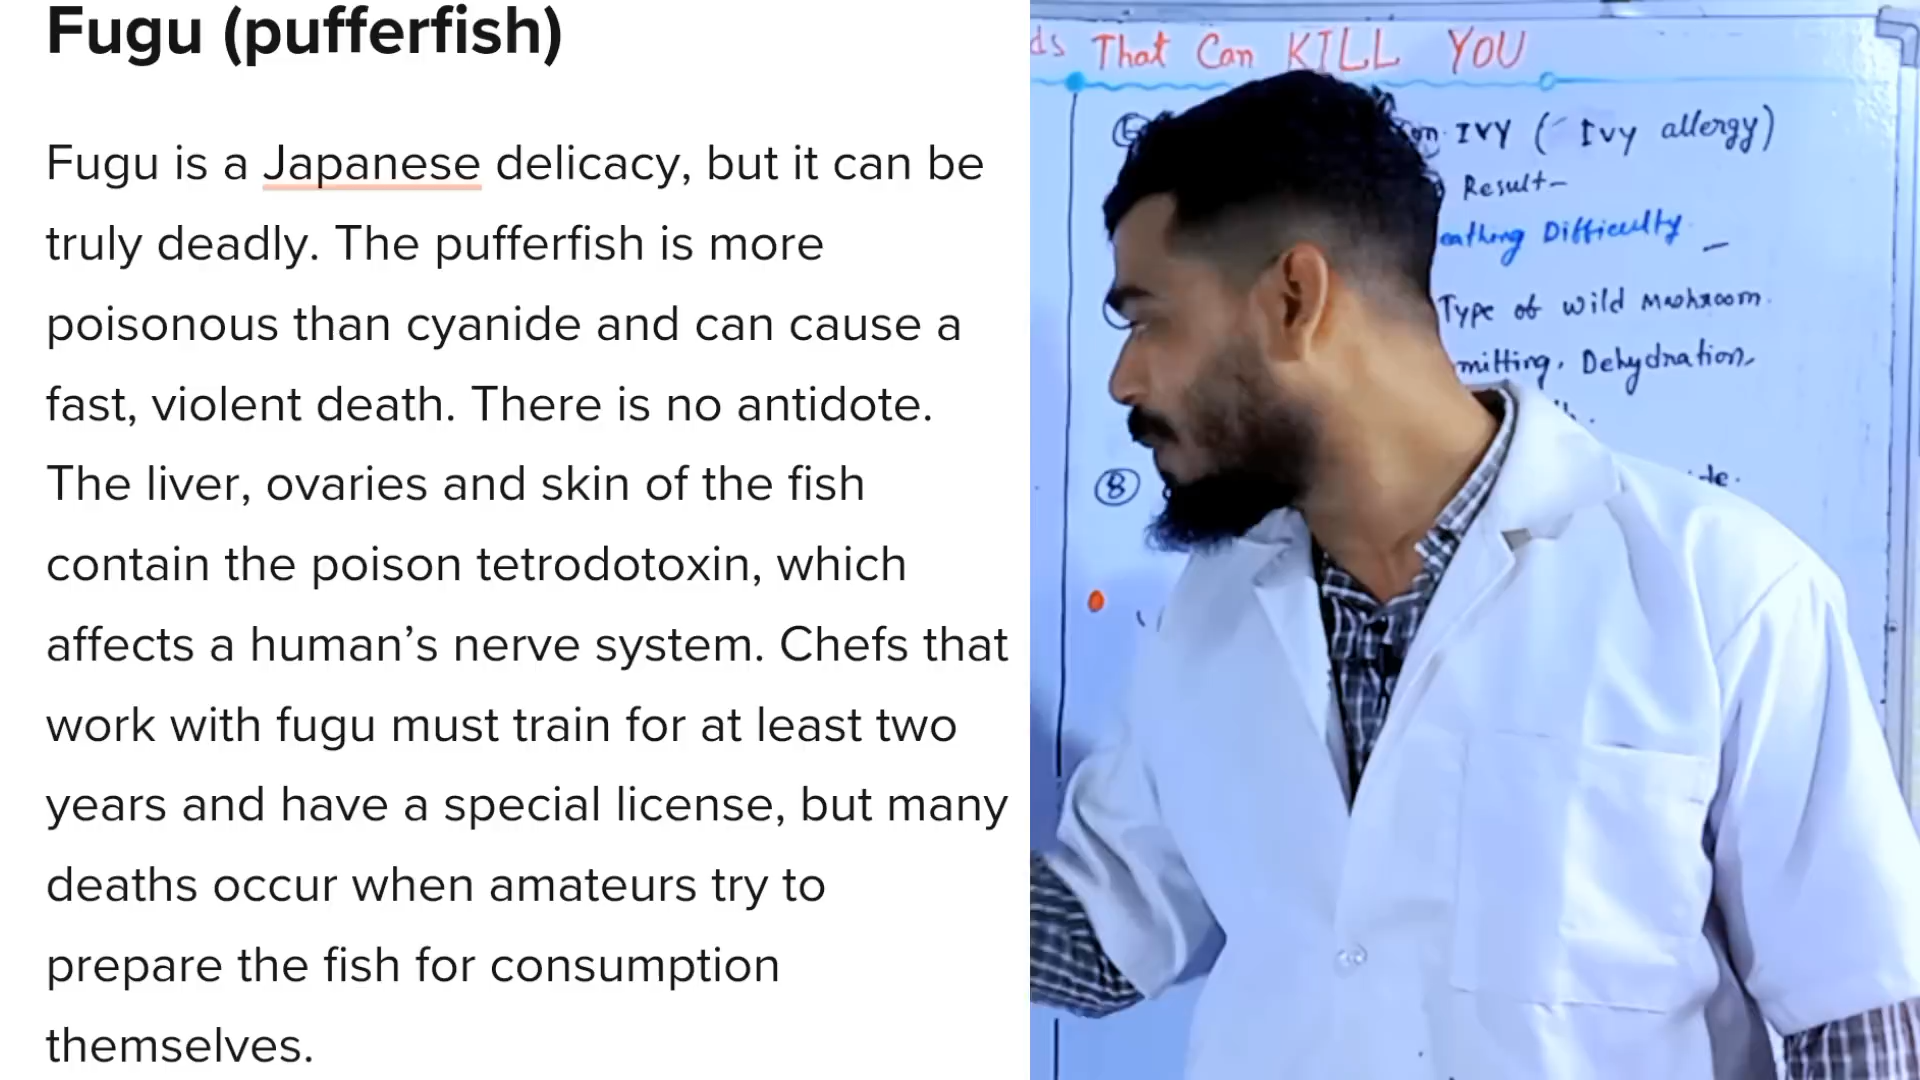 Fugu (pufferfish)
Fugu is a Japanese delicacy, but it can be
truly deadly. The pufferfish is more
poisonous than cyanide and can cause a
fast, violent death. There is no antidote.
The liver, ovaries and skin of the fish
contain the poison tetrodotoxin, which
affects a human’s nerve system. Chefs that
work with fugu must train for at least two
years and have a special license, but many
deaths occur when amateurs try to
prepare the fish for consumption
themselves.
That Can KILL YOU
IVY ( Ivy allergy)
Result-
Difficulty
Type of wild Mushroom.
Dehydration,
8